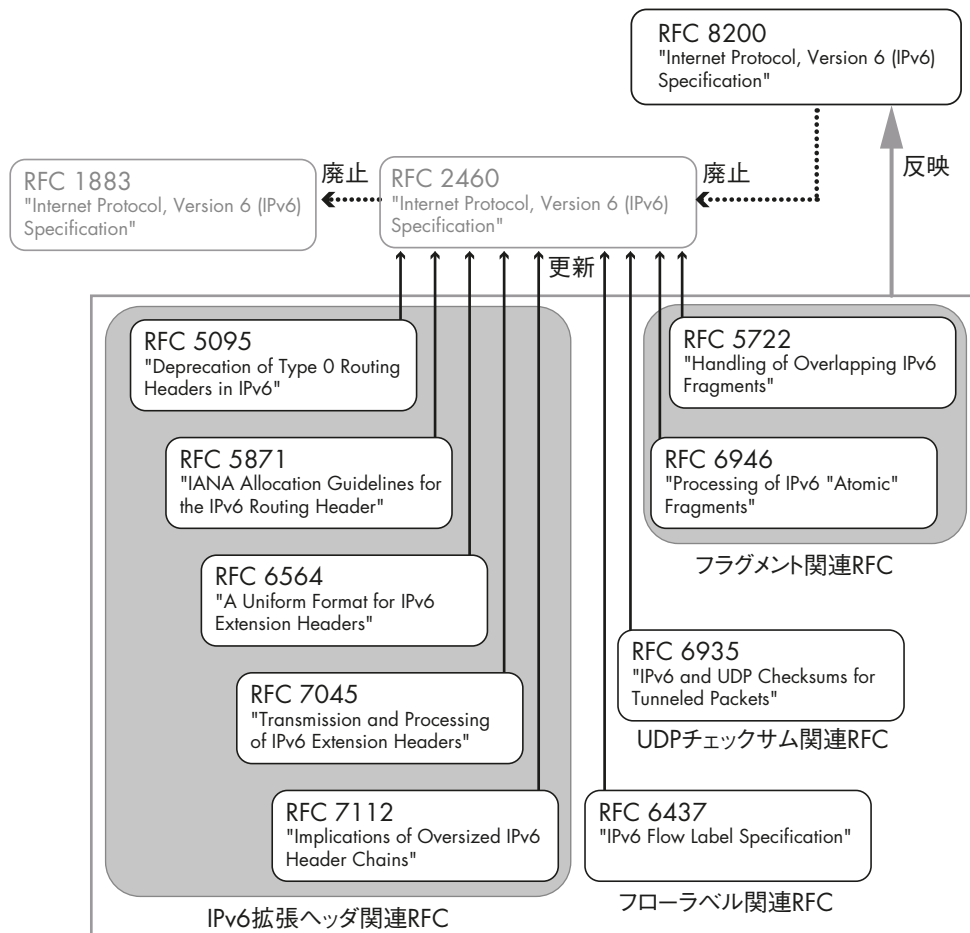 RFC 8200
"Internet Protocol, Version 6 (IPv6)
Specification"
反映
廃止
廃止
RFC 1883
"Internet Protocol, Version 6 (IPv6)
Specification"
RFC 2460
"Internet Protocol, Version 6 (IPv6)
Specification"
更新
RFC 5095
"Deprecation of Type 0 Routing
Headers in IPv6"
RFC 5871
"IANA Allocation Guidelines for
the IPv6 Routing Header"
RFC 6564
"A Uniform Format for IPv6
Extension Headers"
RFC 7045
"Transmission and Processing
of IPv6 Extension Headers"
RFC 7112
"Implications of Oversized IPv6
Header Chains"
IPv6拡張ヘッダ関連RFC
RFC 5722
"Handling of Overlapping IPv6
Fragments"
RFC 6946
"Processing of IPv6 "Atomic"
Fragments"
フラグメント関連RFC
RFC 6935
"IPv6 and UDP Checksums for
Tunneled Packets"
UDPチェックサム関連RFC
RFC 6437
"IPv6 Flow Label Specification"
フローラベル関連RFC